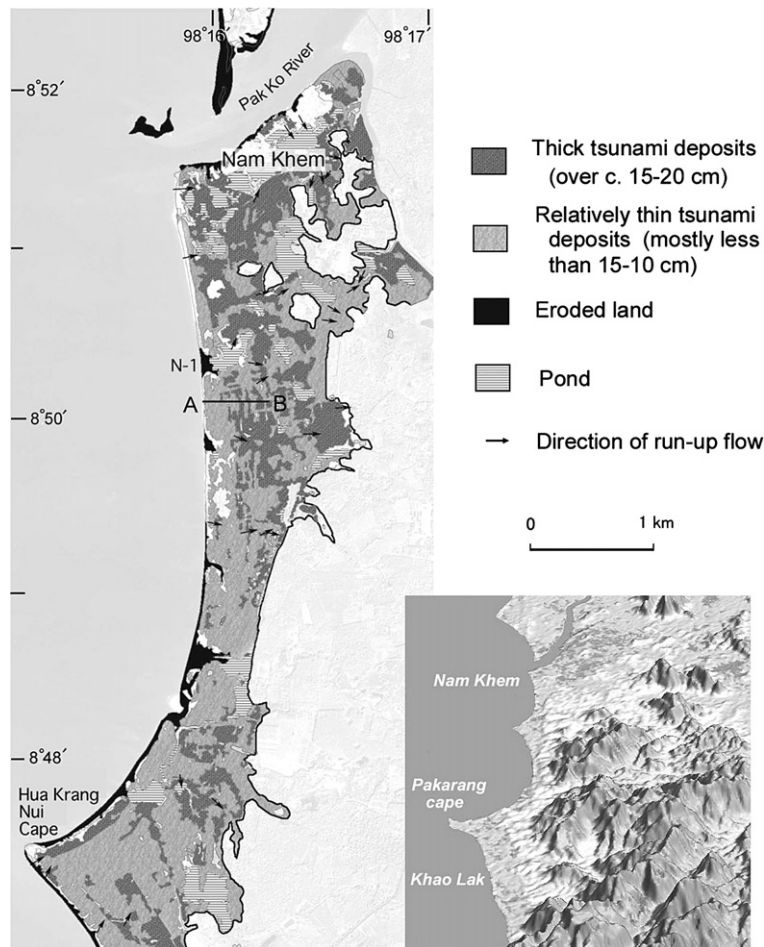 98°16′
98°17′
8°52′
Pak Ko River
Nam Khem
N-1
A
B
8°50′
8°48′
Hua Krang
Nui
Cape
Thick tsunami deposits
(over c. 15-20 cm)
Relatively thin tsunami
deposits (mostly less
than 15-10 cm)
Eroded land
Pond
Direction of run-up flow
0
1 km
Nam Khem
Pakarang
cape
Khao Lak